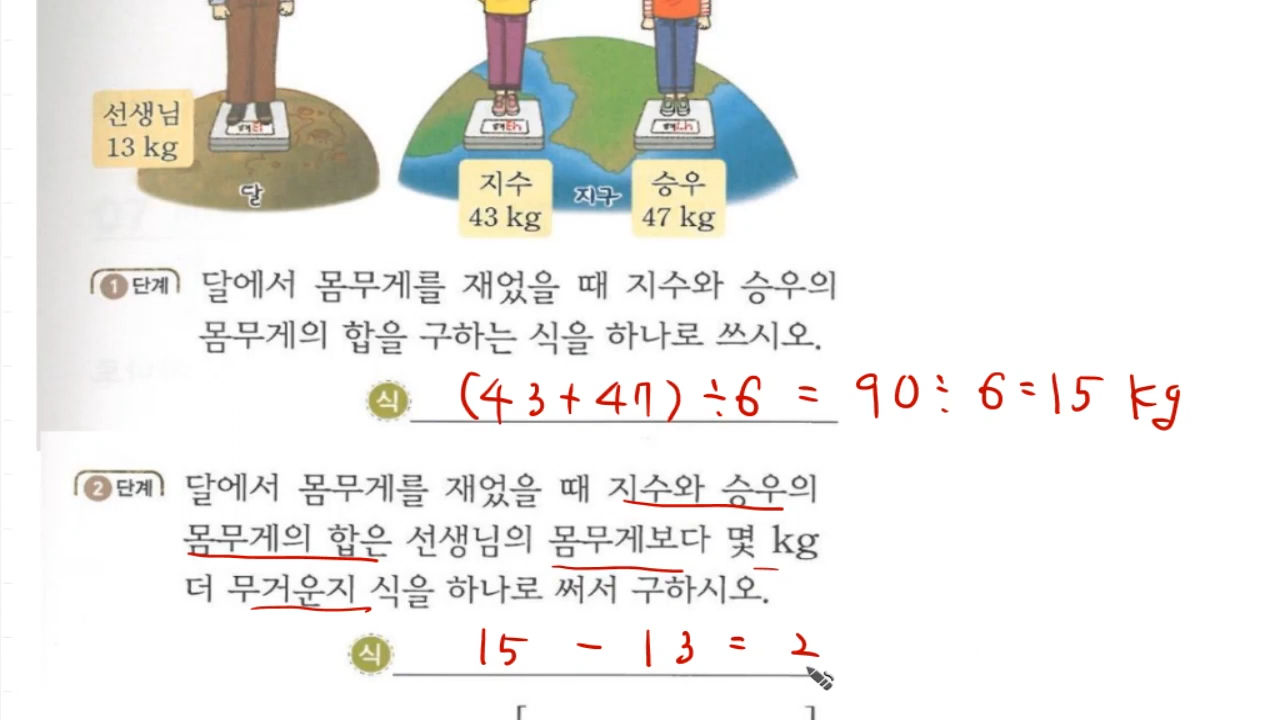 선생님
13 kg
달
지수
43 kg
지구
승우
47 kg
1 단계 달에서 몸무게를 재었을 때 지수와 승우의
몸무게의 합을 구하는 식을 하나로 쓰시오.
식 (43+47)÷6 = 90÷6=15 kg
2 단계 달에서 몸무게를 재었을 때 지수와 승우의
몸무게의 합은 선생님의 몸무게보다 몇 kg
더 무거운지 식을 하나로 써서 구하시오.
식 15 - 13 = 2
[ ]